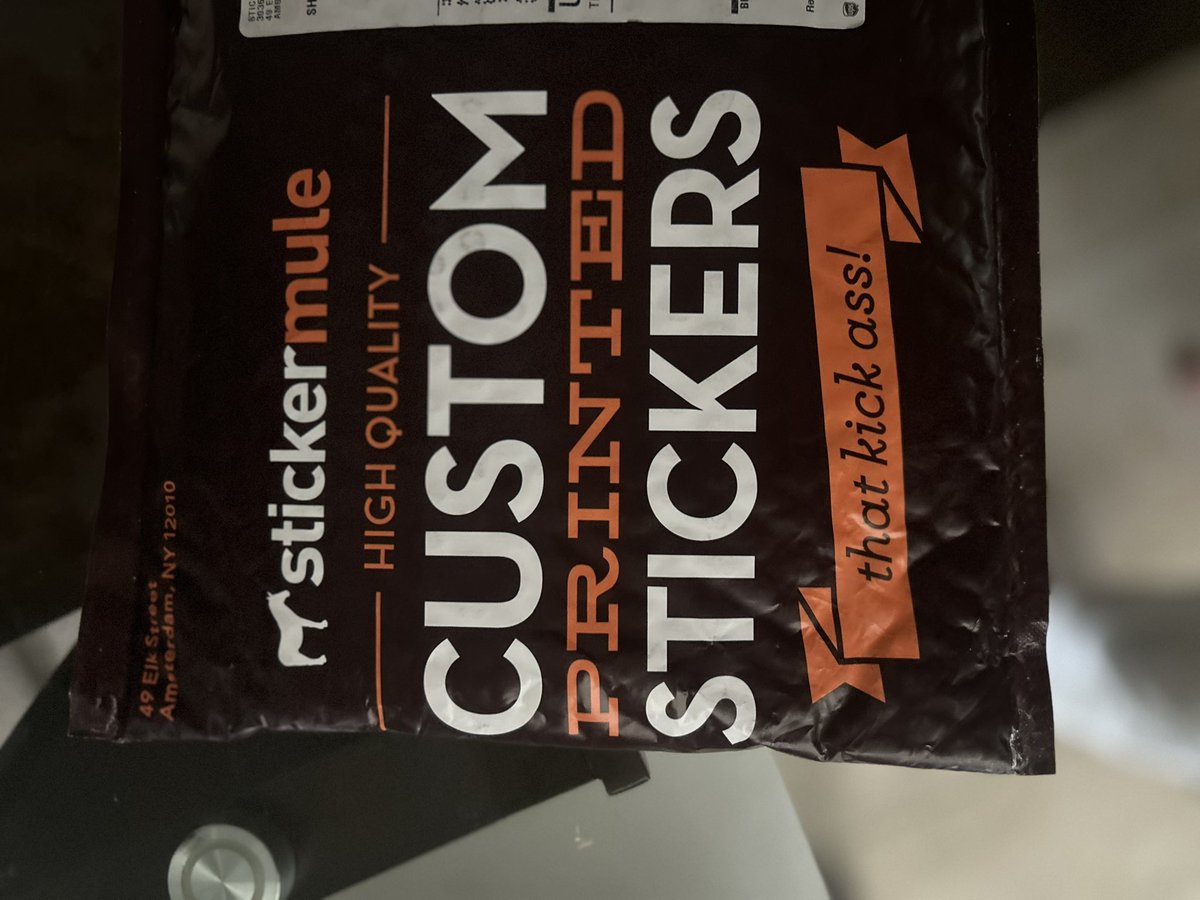 49 Elk Street
Amsterdam, NY 12010
stickermule
HIGH QUALITY
CUSTOM
PRINTED
STICKERS
that kick ass!